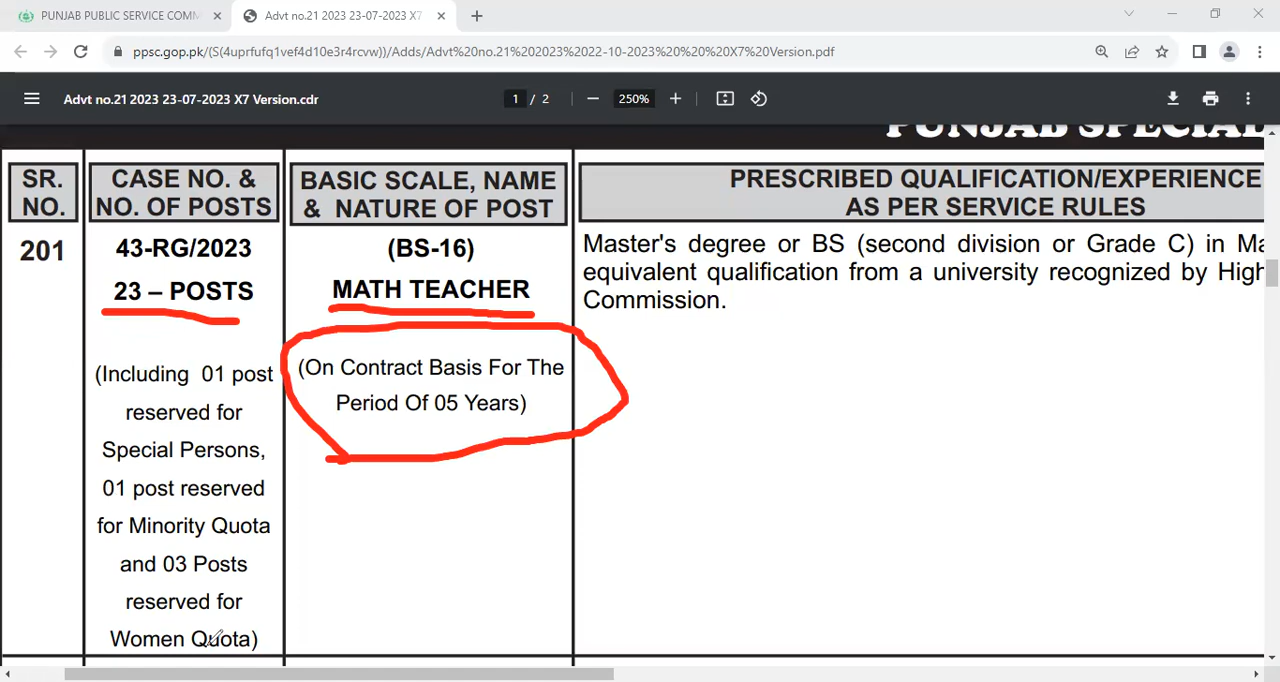 PUNJAB PUBLIC SERVICE COMM
Advt no.21 2023 23-07-2023 X7
ppsc.gop.pk/(S(4uprfufq1vef4d10e3r4rcvw))/Adds/Advt%20no.21%202023%2022-10-2023%20%20%20X7%20Version.pdf
Advt no.21 2023 23-07-2023 X7 Version.cdr
1 / 2
250%
PUNJAB SPECIAL
SR. NO.
CASE NO. &
NO. OF POSTS
BASIC SCALE, NAME
& NATURE OF POST
PRESCRIBED QUALIFICATION/EXPERIENCE
AS PER SERVICE RULES
201
43-RG/2023
23 – POSTS
(Including 01 post
reserved for
Special Persons,
01 post reserved
for Minority Quota
and 03 Posts
reserved for
Women Quota)
(BS-16)
MATH TEACHER
(On Contract Basis For The
Period Of 05 Years)
Master's degree or BS (second division or Grade C) in Ma
equivalent qualification from a university recognized by High
Commission.